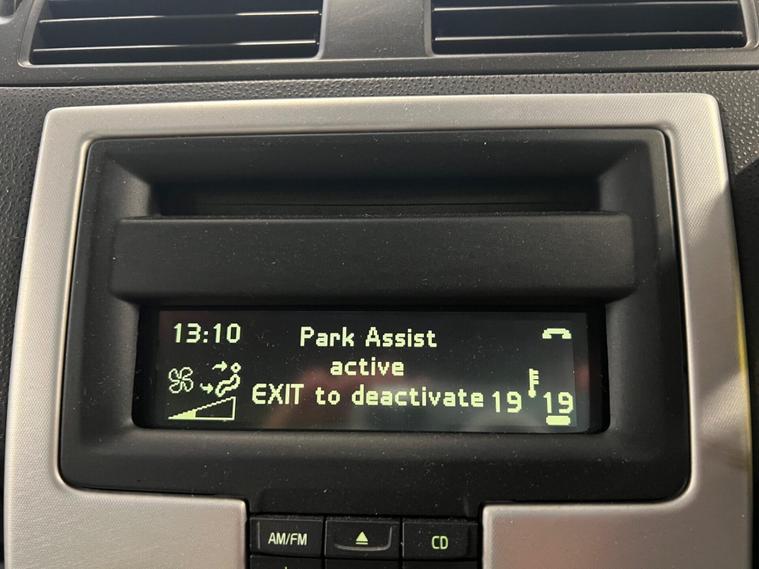 13:10
Park Assist
active
EXIT to deactivate
19 19
AM/FM
CD